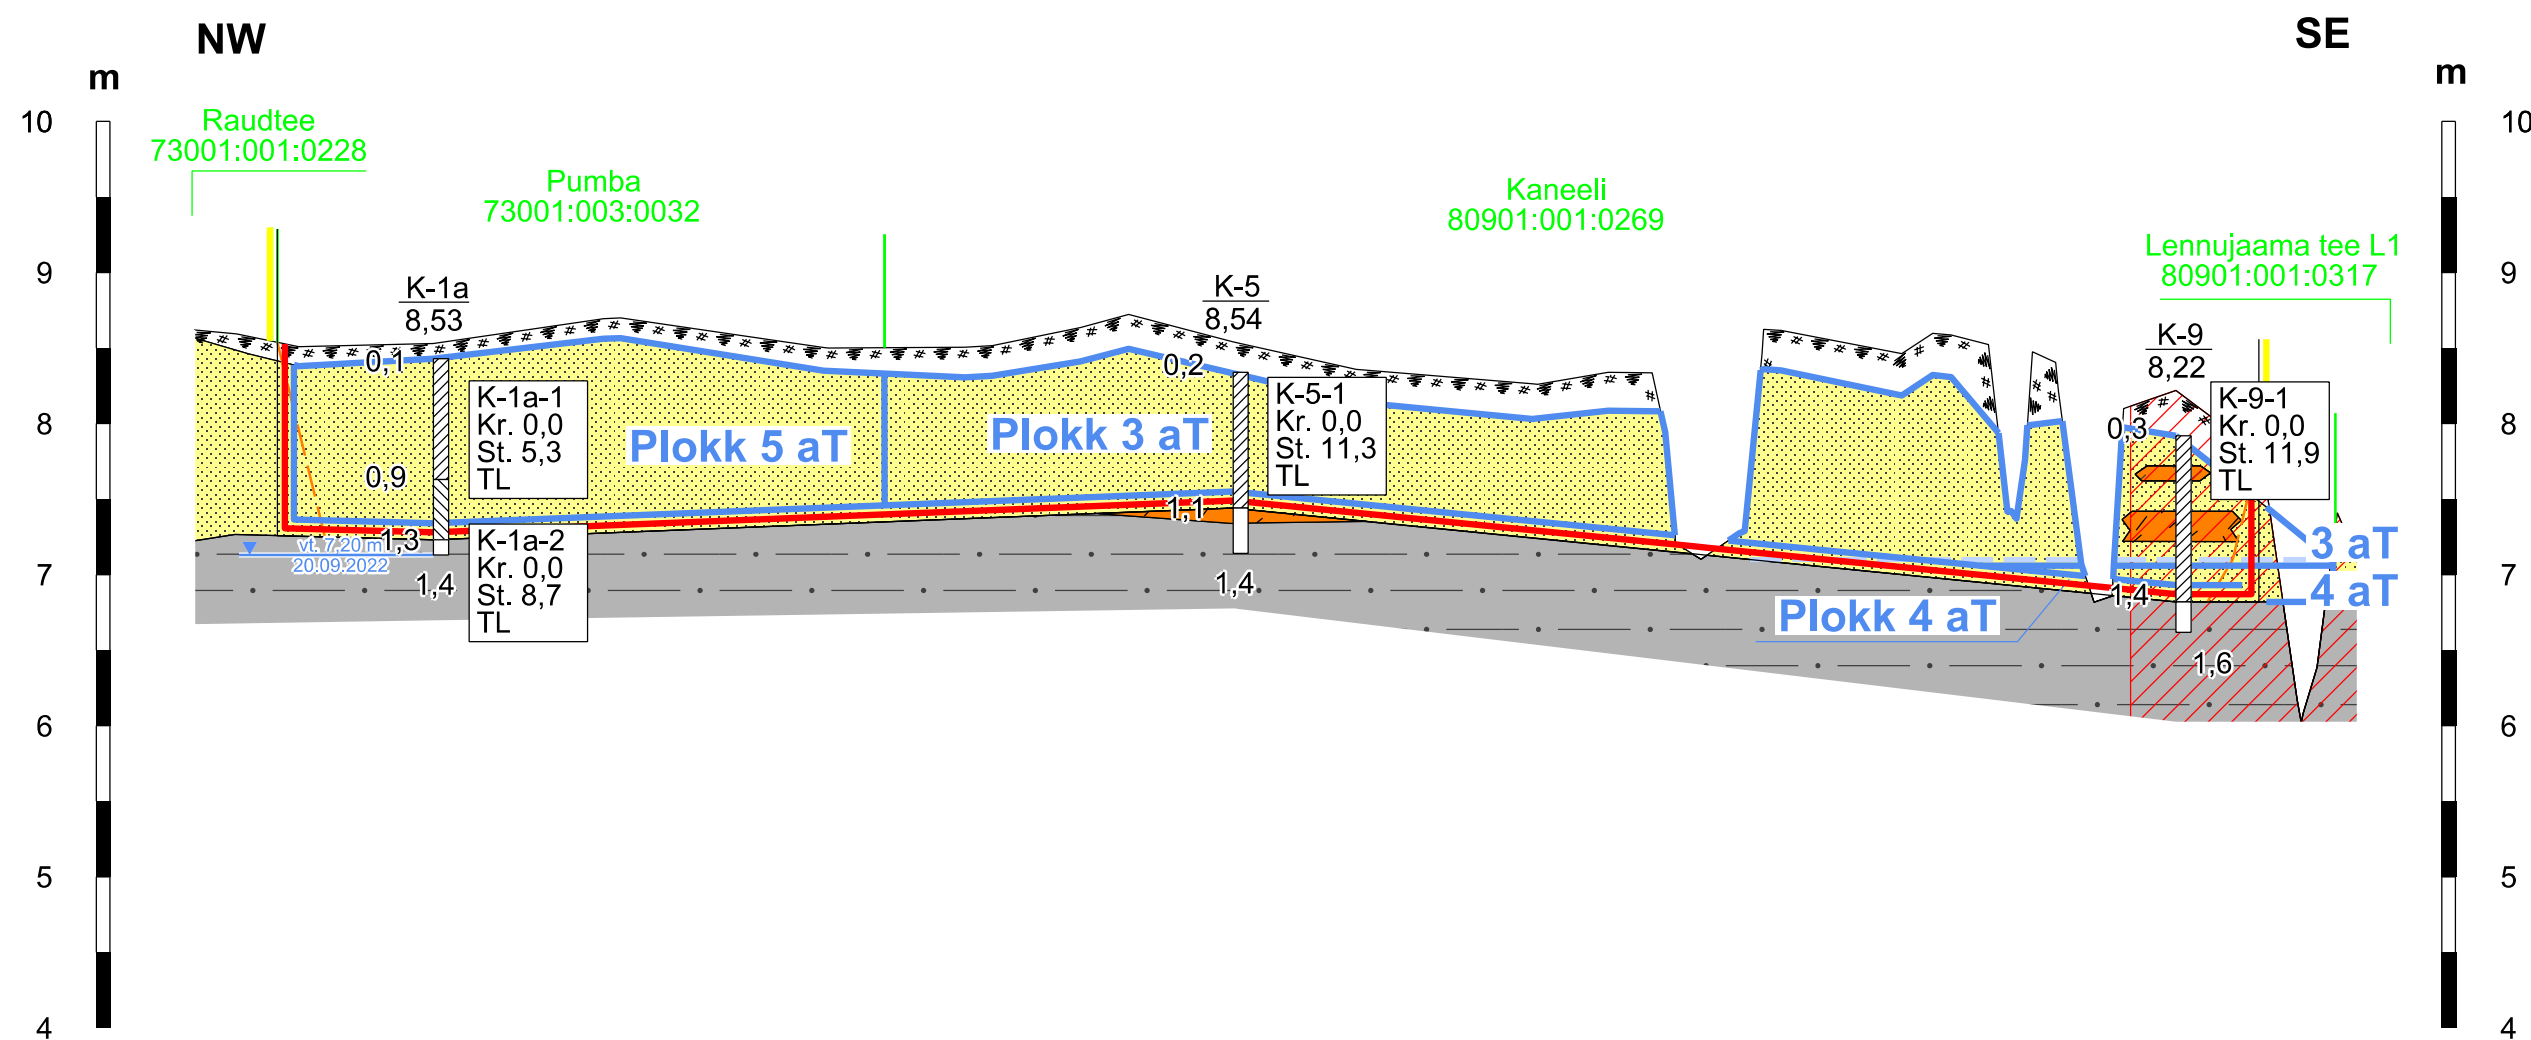 NW
SE
m
m
10
9
8
7
6
5
4
Raudtee
73001:001:0228
Pumba
73001:003:0032
Kaneeli
80901:001:0269
Lennujaama tee L1
80901:001:0317
K-1a
8,53
0,1
0,9
1,3
1,4
K-1a-1
Kr. 0,0
St. 5,3
TL
K-1a-2
Kr. 0,0
St. 8,7
TL
vt. 7,20 m
20.09.2022
Plokk 5 aT
Plokk 3 aT
K-5
8,54
0,2
1,1
1,4
K-5-1
Kr. 0,0
St. 11,3
TL
Plokk 4 aT
K-9
8,22
0,3
1,4
1,6
K-9-1
Kr. 0,0
St. 11,9
TL
3 aT
4 aT
10
9
8
7
6
5
4